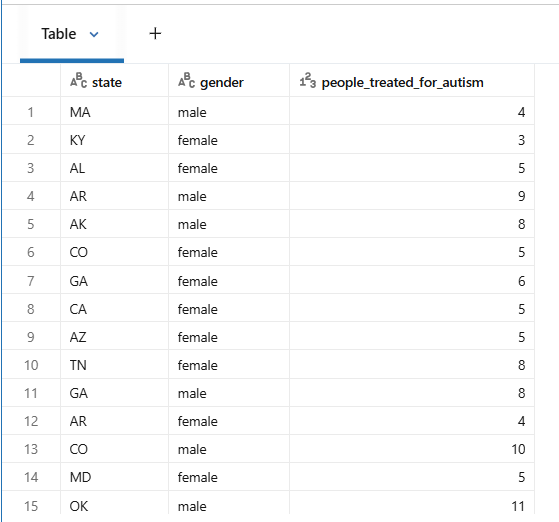 Table +
ABC state ABC gender 123 people_treated_for_autism
1 MA male 4
2 KY female 3
3 AL female 5
4 AR male 9
5 AK male 8
6 CO female 5
7 GA female 6
8 CA female 5
9 AZ female 5
10 TN female 8
11 GA male 8
12 AR female 4
13 CO male 10
14 MD female 5
15 OK male 11